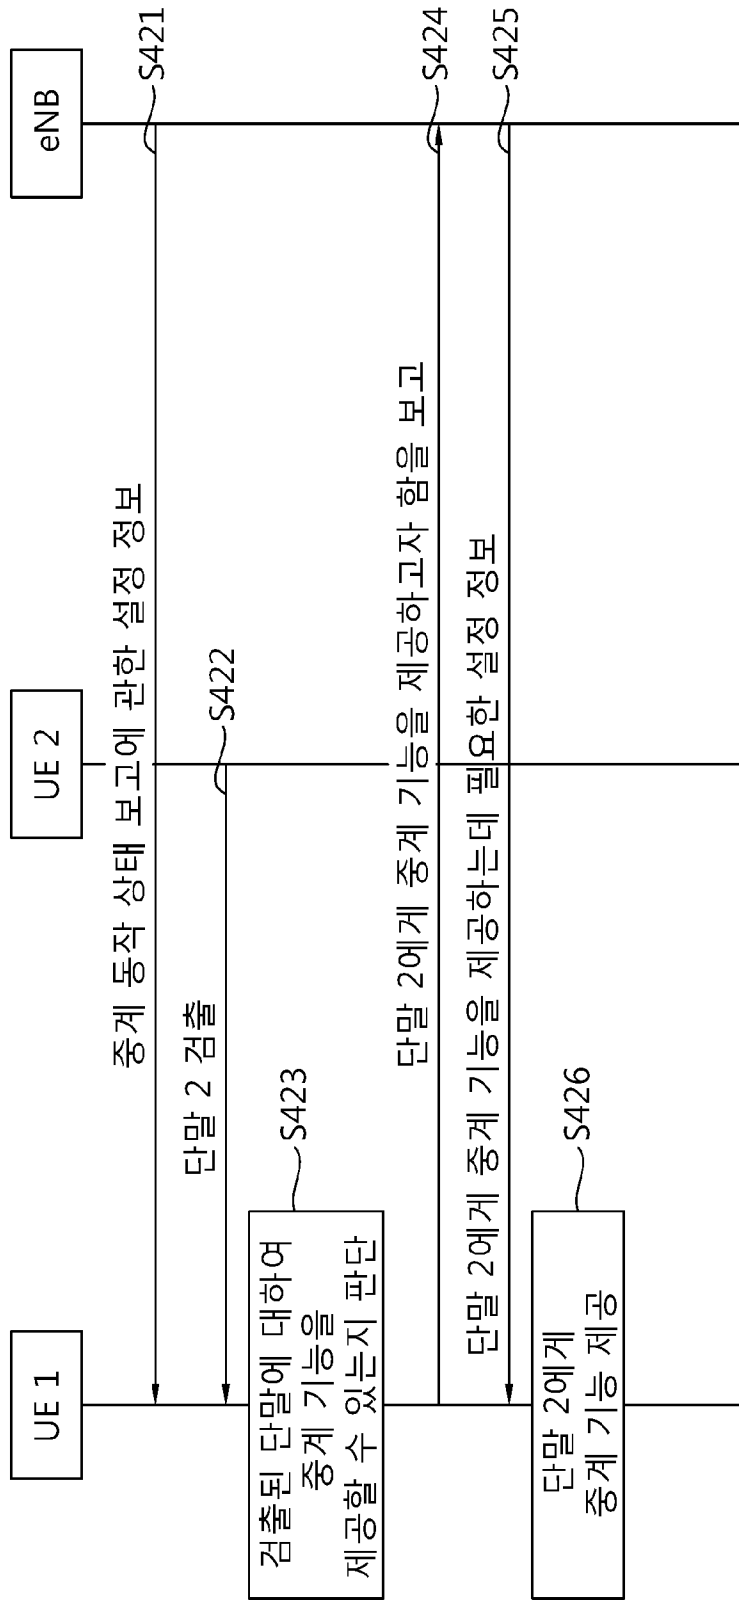 UE 1
UE 2
eNB
중계 동작 상태 보고에 관한 설정 정보
S421
단말 2 검출
S422
검출된 단말에 대하여
중계 기능을
제공할 수 있는지 판단
S423
단말 2에게 중계 기능을 제공하고자 함을 보고
S424
단말 2에게 중계 기능을 제공하는데 필요한 설정 정보
S425
단말 2에게
중계 기능 제공
S426